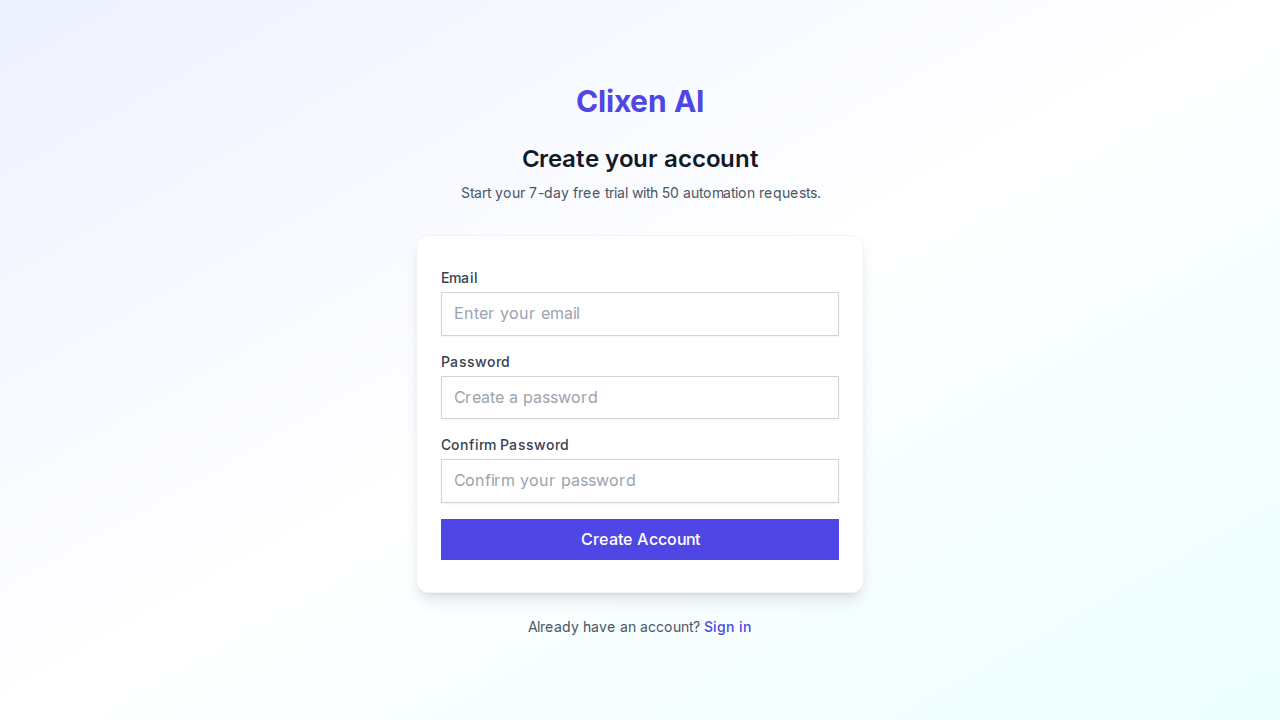 Clixen AI
Create your account
Start your 7-day free trial with 50 automation requests.
Email
Enter your email
Password
Create a password
Confirm Password
Confirm your password
Create Account
Already have an account? Sign in